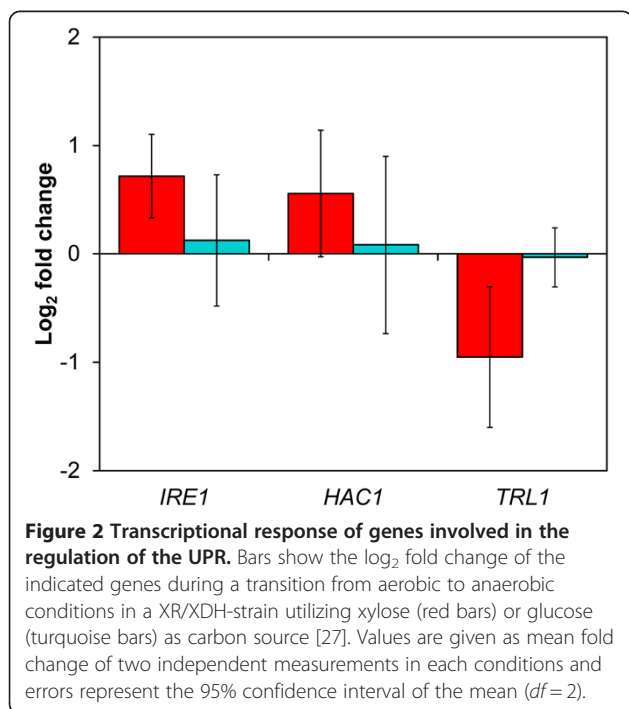 2
1
0
-1
-2
Log₂ fold change
IRE1 HAC1 TRL1
Figure 2 Transcriptional response of genes involved in the
regulation of the UPR. Bars show the log₂ fold change of the
indicated genes during a transition from aerobic to anaerobic
conditions in a XR/XDH-strain utilizing xylose (red bars) or glucose
(turquoise bars) as carbon source [27]. Values are given as mean fold
change of two independent measurements in each conditions and
errors represent the 95% confidence interval of the mean (df = 2).